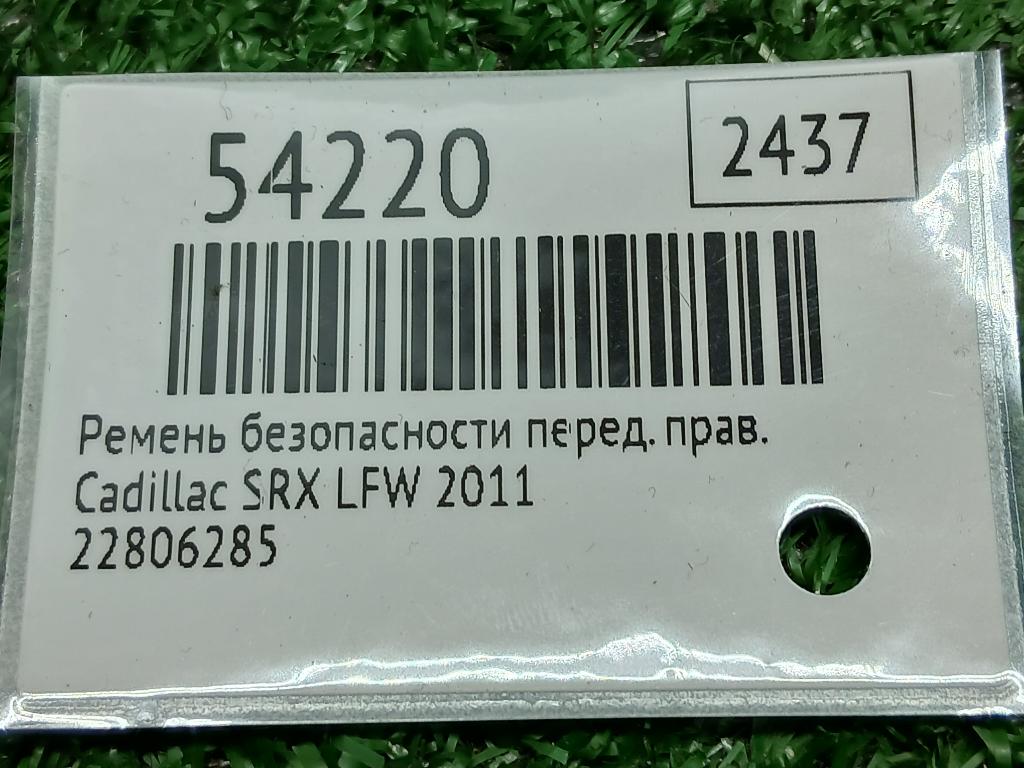 54220
2437
Ремень безопасности перед. прав.
Cadillac SRX LFW 2011
22806285